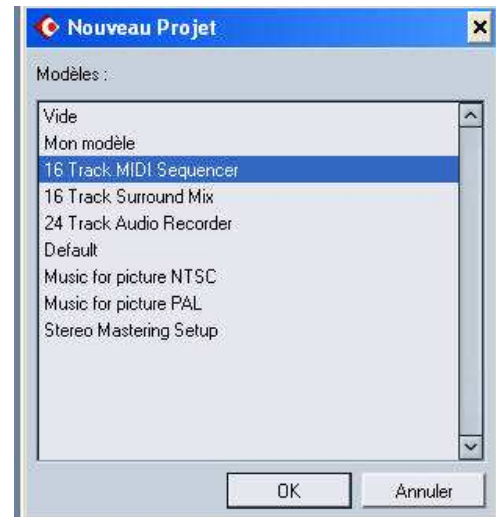 Nouveau Projet
Modèles :
Vide
Mon modèle
16 Track MIDI Sequencer
16 Track Surround Mix
24 Track Audio Recorder
Default
Music for picture NTSC
Music for picture PAL
Stereo Mastering Setup
OK Annuler